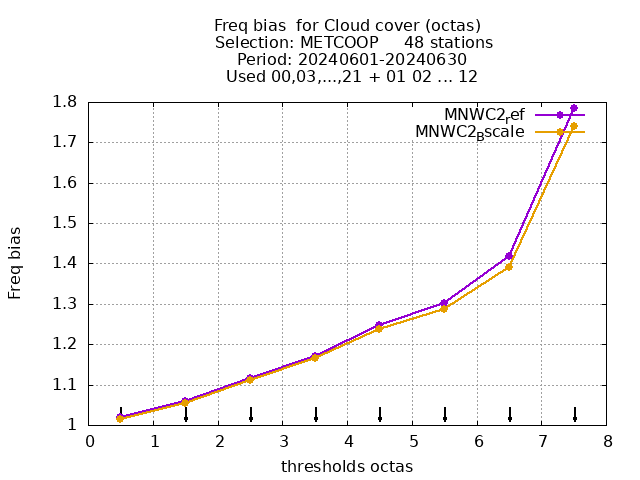 Freq bias  for Cloud cover (octas)
Selection: METCOOP     48 stations
Period: 20240601-20240630
Used 00,03,...,21 + 01 02 ... 12
MNWC2ref
MNWC2Bscale
1.8
1.7
1.6
1.5
1.4
1.3
1.2
1.1
1
Freq bias
0 1 2 3 4 5 6 7 8
thresholds octas